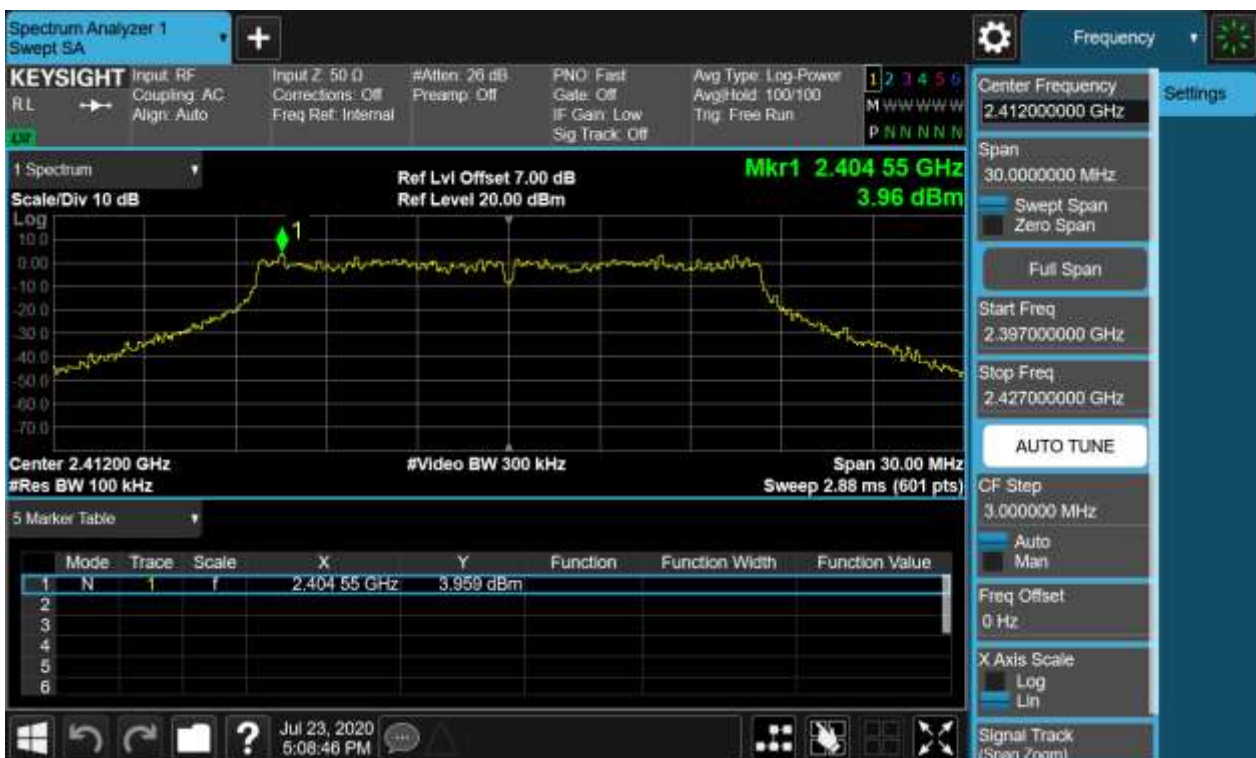 Spectrum Analyzer 1
Swept SA
Frequency
KEYSIGHT
RL
Input: RF
Coupling: AC
Align: Auto
Input Z: 50 Ω
Corrections: Off
Freq Ref: Internal
#Atten: 26 dB
Preamp: Off
PNO: Fast
Gate: Off
IF Gain: Low
Sig Track: Off
Avg Type: Log-Power
Avg|Hold: 100/100
Trig: Free Run
1 2 3 4 5 6
M W W W W W
P N N N N N
1 Spectrum
Scale/Div 10 dB
Ref Lvl Offset 7.00 dB
Ref Level 20.00 dBm
Mkr1 2.404 55 GHz
3.96 dBm
Log
10.0
0.00
-10.0
-20.0
-30.0
-40.0
-50.0
-60.0
-70.0
1
Center 2.41200 GHz
#Video BW 300 kHz
Span 30.00 MHz
#Res BW 100 kHz
Sweep 2.88 ms (601 pts)
5 Marker Table
Mode Trace Scale X Y Function Function Width Function Value
1 N 1 f 2.404 55 GHz 3.959 dBm
2
3
4
5
6
Jul 23, 2020
5:08:46 PM
Center Frequency
2.412000000 GHz
Settings
Span
30.0000000 MHz
Swept Span
Zero Span
Full Span
Start Freq
2.397000000 GHz
Stop Freq
2.427000000 GHz
AUTO TUNE
CF Step
3.000000 MHz
Auto
Man
Freq Offset
0 Hz
X Axis Scale
Log
Lin
Signal Track
(Span Zoom)